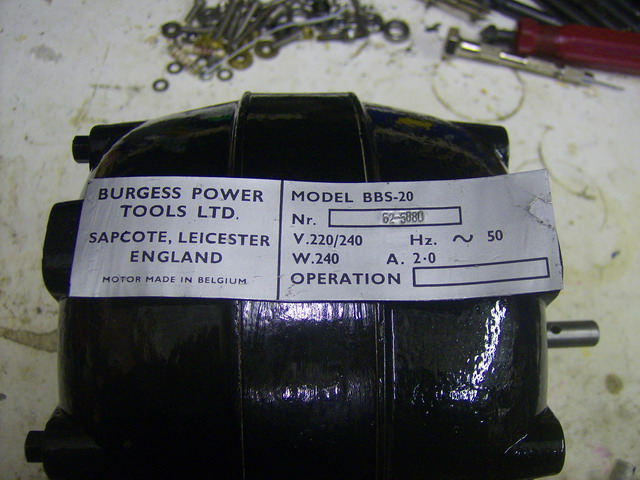 BURGESS POWER
TOOLS LTD.
SAPCOTE, LEICESTER
ENGLAND
MOTOR MADE IN BELGIUM
MODEL BBS-20
Nr. 62-5880
V.220/240 Hz. ~ 50
W.240 A. 2·0
OPERATION